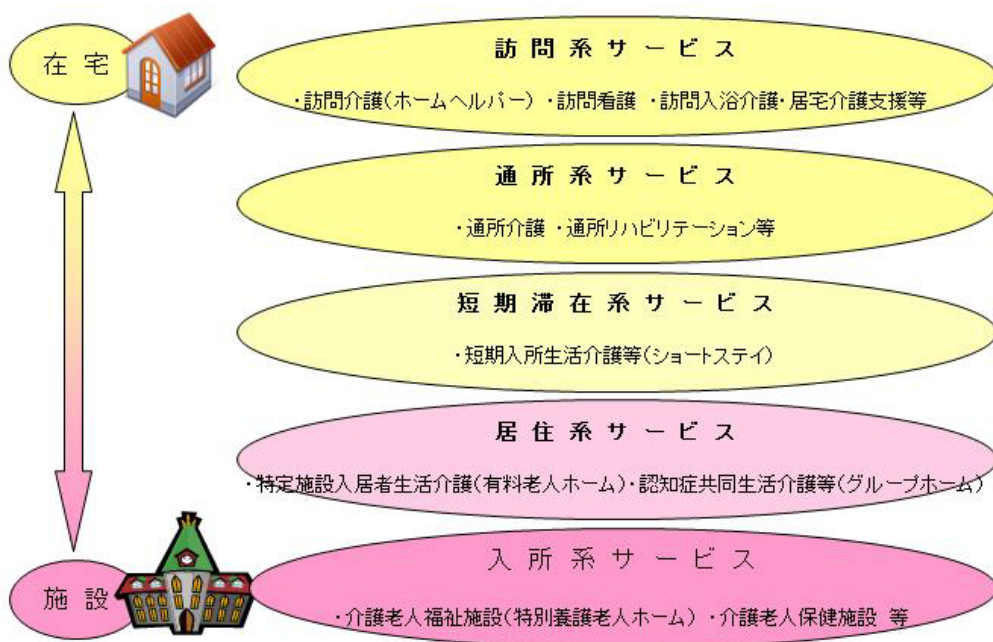 在 宅
訪 問 系 サ ー ビ ス
・訪問介護(ホームヘルパー) ・訪問看護 ・訪問入浴介護・居宅介護支援等
通 所 系 サ ー ビ ス
・通所介護 ・通所リハビリテーション等
短 期 滞 在 系 サ ー ビ ス
・短期入所生活介護等(ショートステイ)
居 住 系 サ ー ビ ス
・特定施設入居者生活介護(有料老人ホーム)・認知症共同生活介護等(グループホーム)
施 設
入 所 系 サ ー ビ ス
・介護老人福祉施設(特別養護老人ホーム) ・介護老人保健施設 等